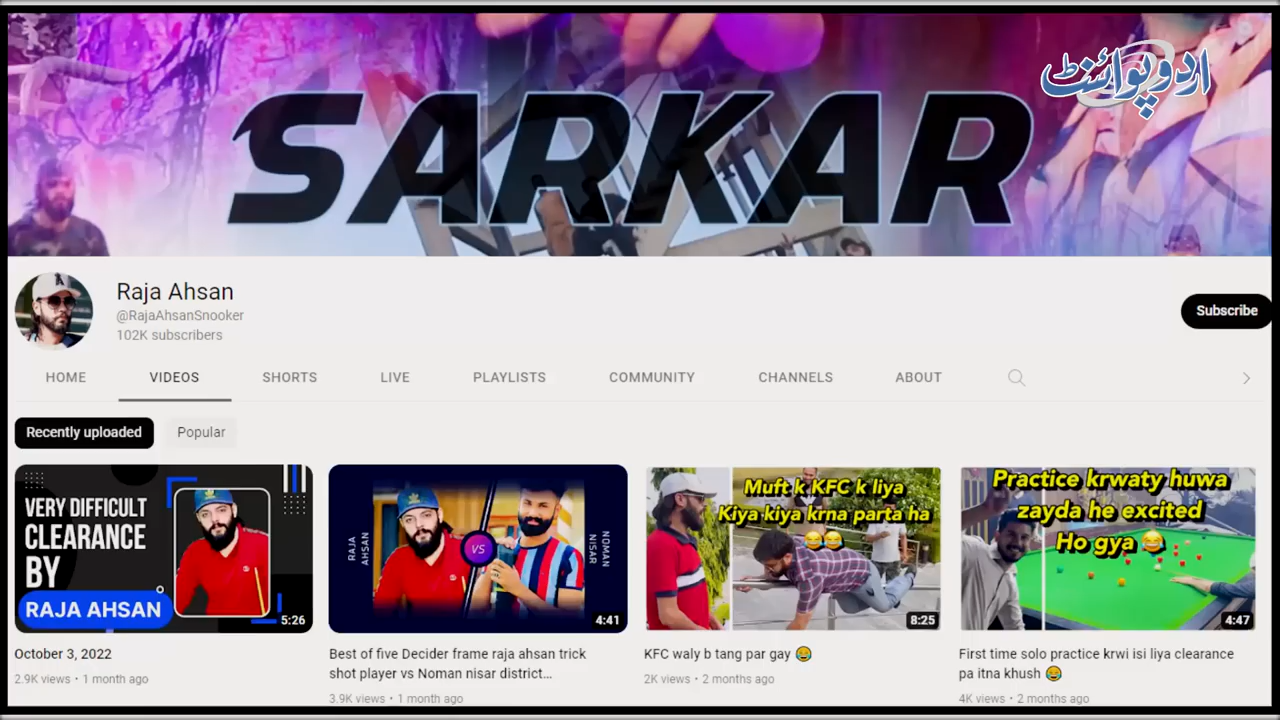 SARKAR
اردو پوائنٹ
Raja Ahsan
@RajaAhsanSnooker
102K subscribers
Subscribe
HOME VIDEOS SHORTS LIVE PLAYLISTS COMMUNITY CHANNELS ABOUT
Recently uploaded Popular
VERY DIFFICULT
CLEARANCE
BY
RAJA AHSAN
5:26
RAJA
AHSAN
VS
NOMAN
NISAR
4:41
Muft k KFC k liya
Kiya kiya krna parta ha
😂😂
8:25
Practice krwaty huwa
zayda he excited
Ho gya 😂
4:47
October 3, 2022
2.9K views • 1 month ago
Best of five Decider frame raja ahsan trick
shot player vs Noman nisar district...
3.9K views • 1 month ago
KFC waly b tang par gay 😂
2K views • 2 months ago
First time solo practice krwi isi liya clearance
pa itna khush 😂
4K views • 2 months ago